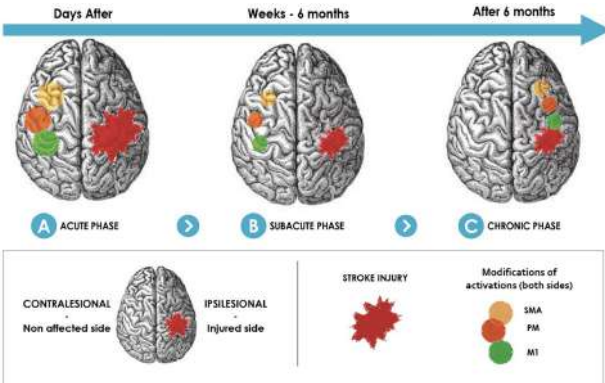 Days After
Weeks - 6 months
After 6 months
A ACUTE PHASE
B SUBACUTE PHASE
C CHRONIC PHASE
CONTRALESIONAL
-
Non affected side
IPSILESIONAL
-
Injured side
STROKE INJURY
Modifications of
activations (both sides)
SMA
PM
M1